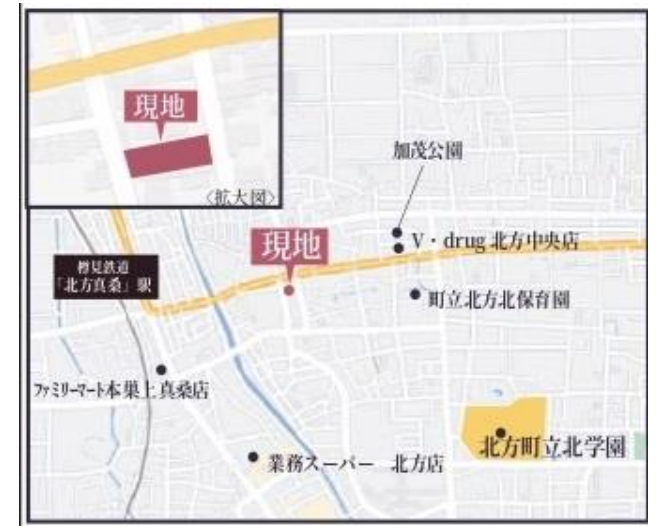 現地
〈拡大図〉
加茂公園
現地
V・drug 北方中央店
樽見鉄道
「北方真桑」駅
町立北方北保育園
ファミリーマート本巣上真桑店
北方町立北学園
業務スーパー 北方店